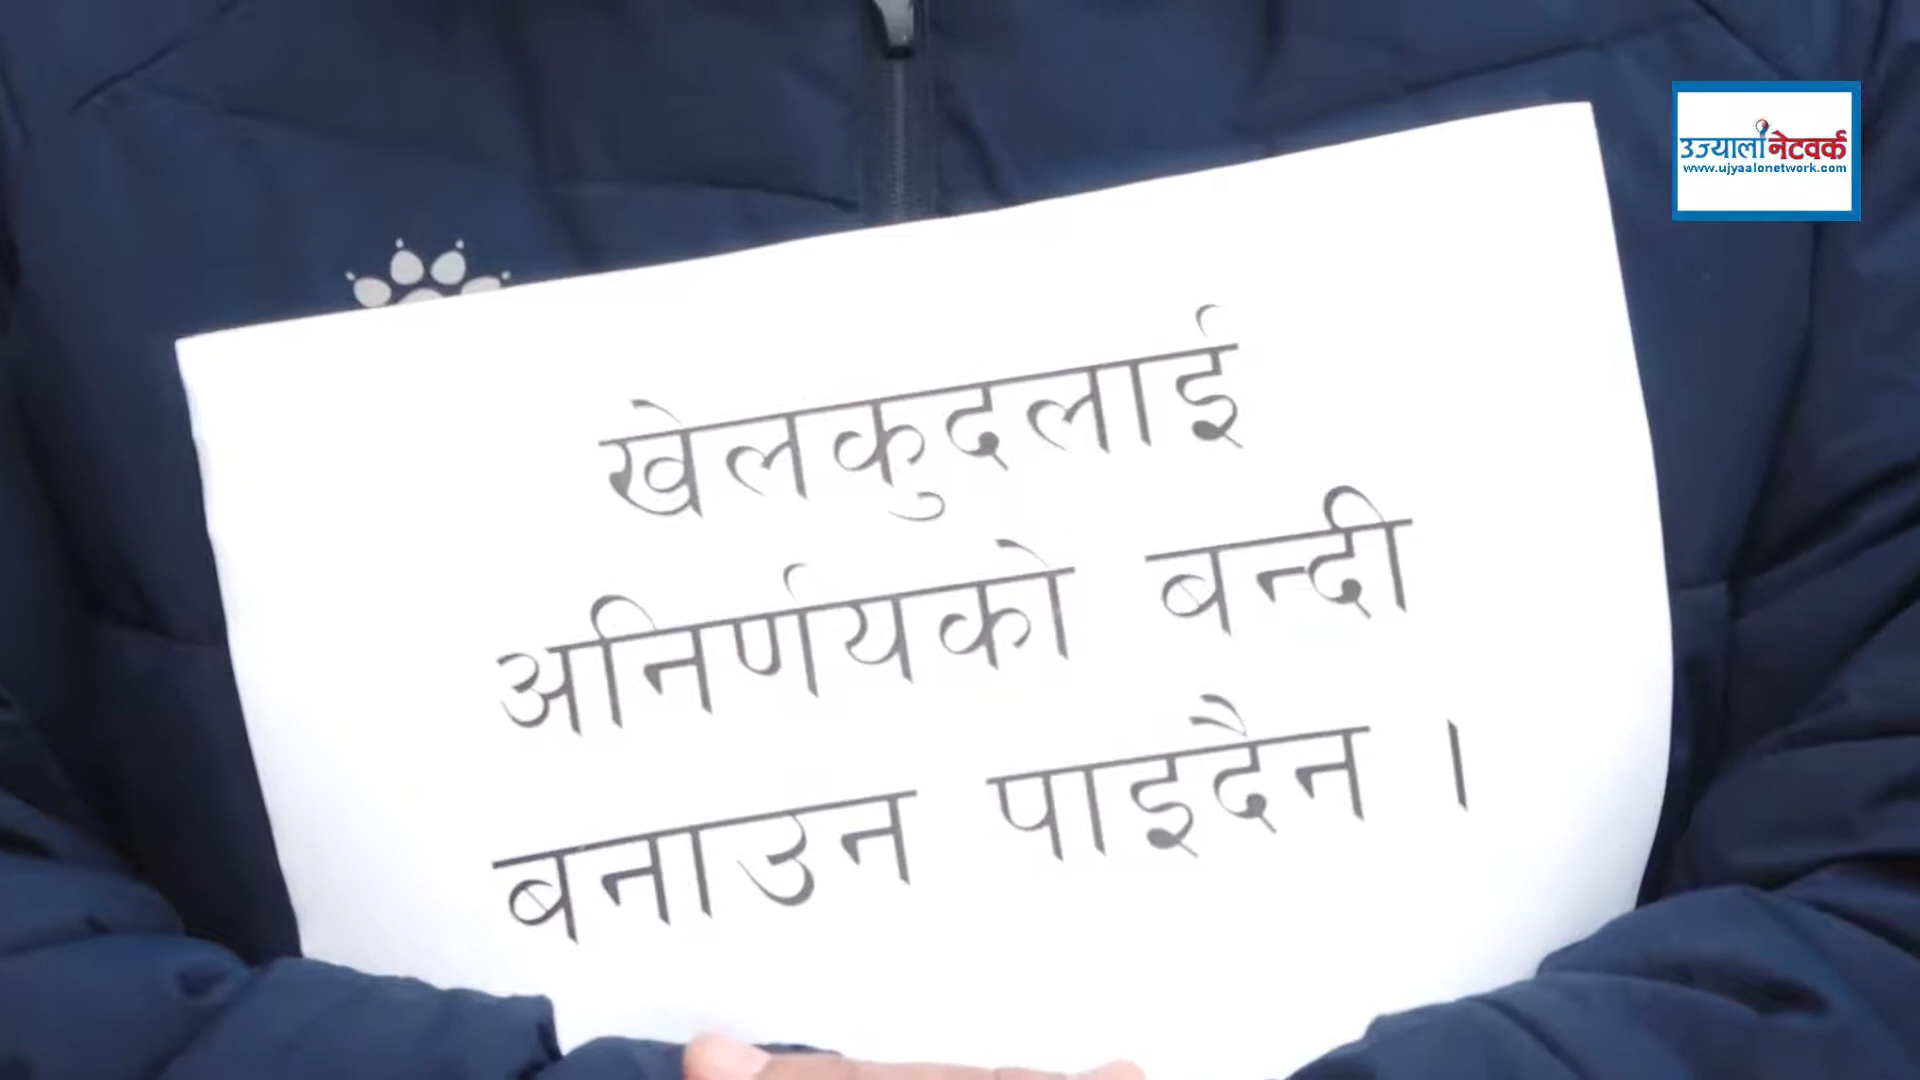 उज्यालो नेटवर्क
www.ujyaalonetwork.com
खेलकुदलाई
अनिर्णयको बन्दी
बनाउन पाइदैन ।